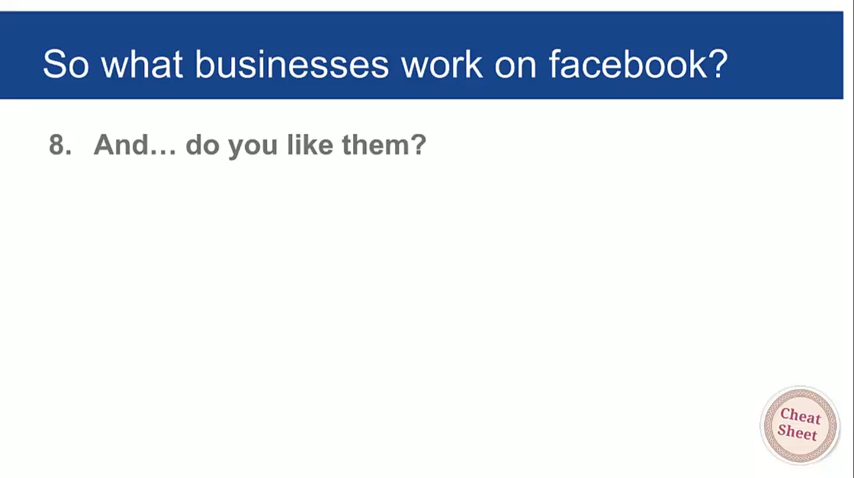 So what businesses work on facebook?
8. And... do you like them?
Cheat
Sheet